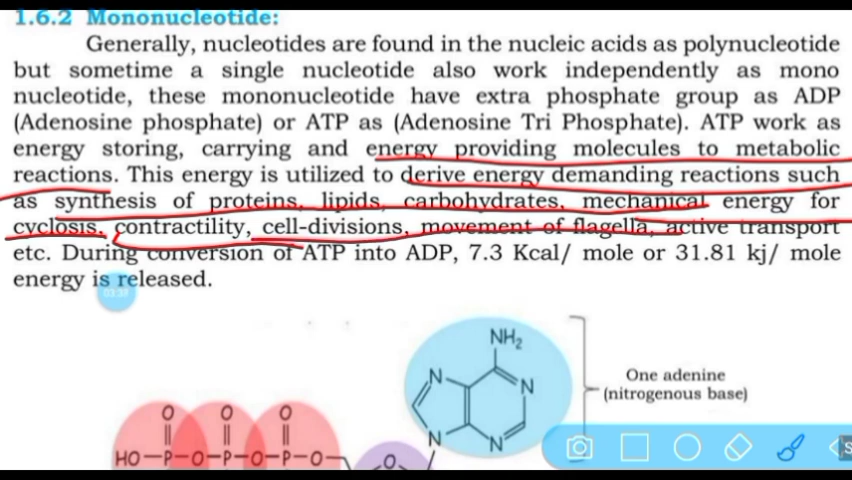 1.6.2 Mononucleotide:
Generally, nucleotides are found in the nucleic acids as polynucleotide
but sometime a single nucleotide also work independently as mono
nucleotide, these mononucleotide have extra phosphate group as ADP
(Adenosine phosphate) or ATP as (Adenosine Tri Phosphate). ATP work as
energy storing, carrying and energy providing molecules to metabolic
reactions. This energy is utilized to derive energy demanding reactions such
as synthesis of proteins, lipids, carbohydrates, mechanical energy for
cyclosis, contractility, cell-divisions, movement of flagella, active transport
etc. During conversion of ATP into ADP, 7.3 Kcal/ mole or 31.81 kj/ mole
energy is released.
03:37
NH₂
N
N
N
N
One adenine
(nitrogenous base)
O O O
HO-P-O-P-O-P-O
O
S